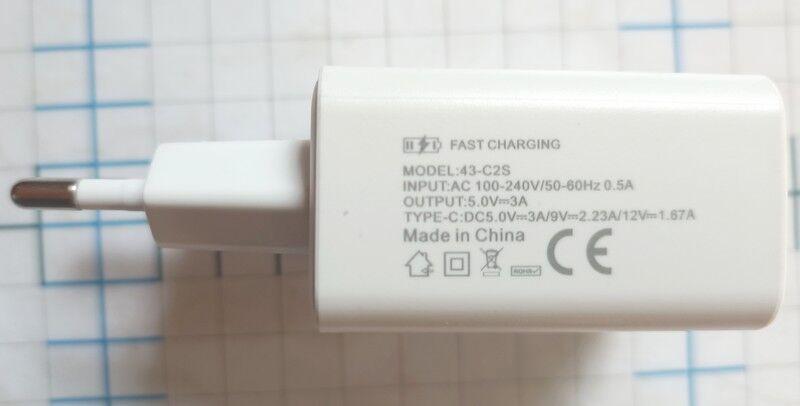 FAST CHARGING
MODEL:43-C2S
INPUT:AC 100-240V/50-60Hz 0.5A
OUTPUT:5.0V⎓3A
TYPE-C:DC5.0V⎓3A/9V⎓2.23A/12V⎓1.67A
Made in China
ROHS CE